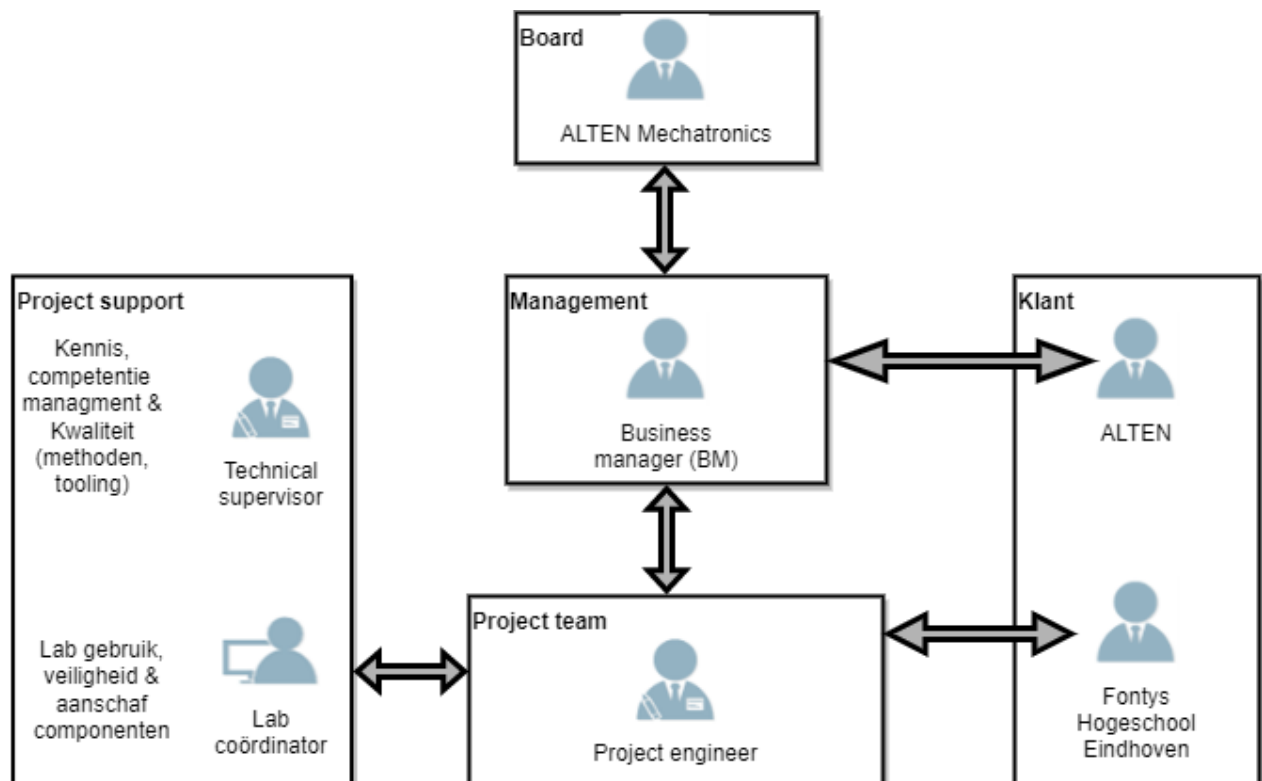 Board
ALTEN Mechatronics
Project support
Kennis,
competentie
managment &
Kwaliteit
(methoden,
tooling)
Technical
supervisor
Lab gebruik,
veiligheid &
aanschaf
componenten
Lab
coördinator
Management
Business
manager (BM)
Project team
Project engineer
Klant
ALTEN
Fontys
Hogeschool
Eindhoven